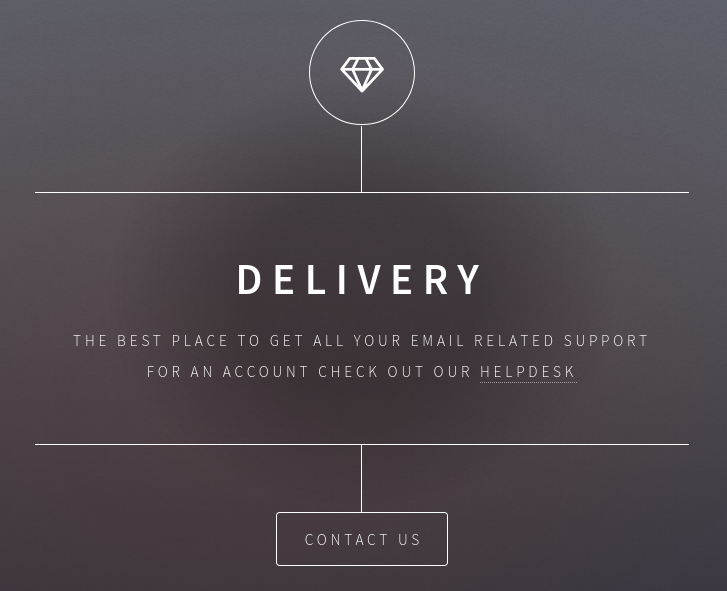 DELIVERY
THE BEST PLACE TO GET ALL YOUR EMAIL RELATED SUPPORT
FOR AN ACCOUNT CHECK OUT OUR HELPDESK
CONTACT US